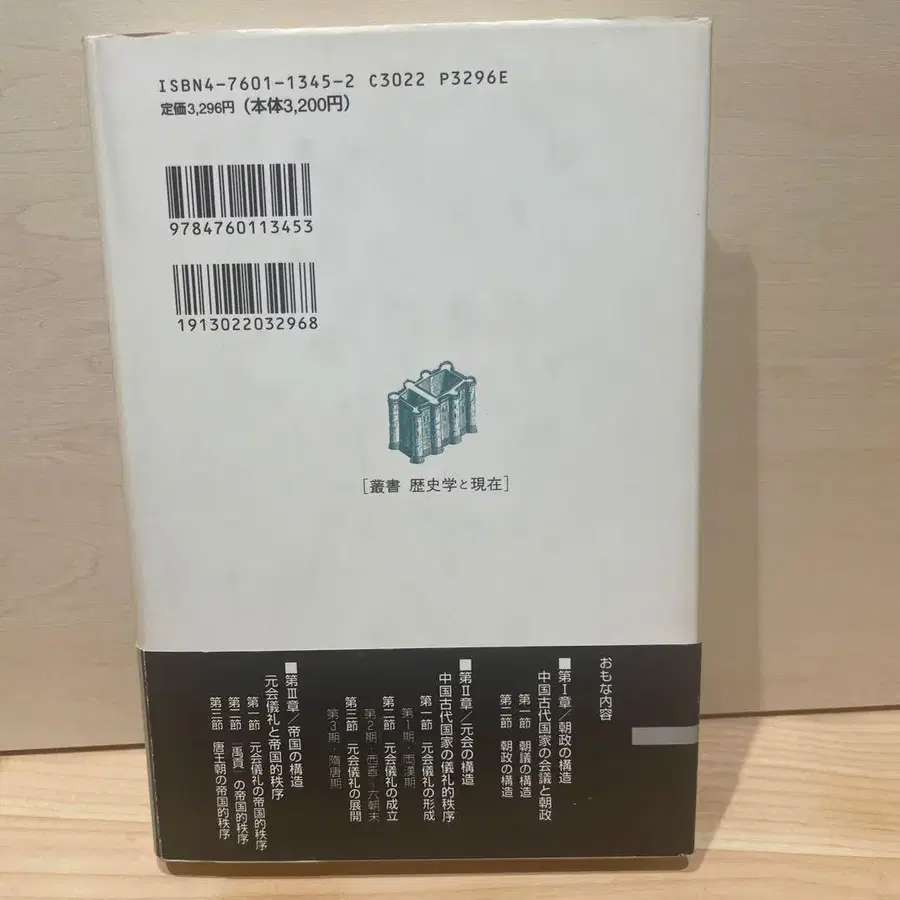 ISBN4-7601-1345-2 C3022 P3296E
定価3,296円(本体3,200円)
9784760113453
1913022032968
[叢書 歴史学と現在]
おもな内容
■第Ⅰ章/朝政の構造
中国古代国家の会議と朝政
第一節 朝議の構造
第二節 朝政の構造
■第Ⅱ章/元会の構造
中国古代国家の儀礼的秩序
第一節 元会儀礼の形成
第1期・両漢期
第二節 元会儀礼の成立
第2期・西晋–六朝末
第三節 元会儀礼の展開
第3期・隋唐期
■第Ⅲ章/帝国の構造
元会儀礼と帝国的秩序
第一節 元会儀礼の帝国的秩序
第二節 『禹貢』の帝国的秩序
第三節 唐王朝の帝国的秩序